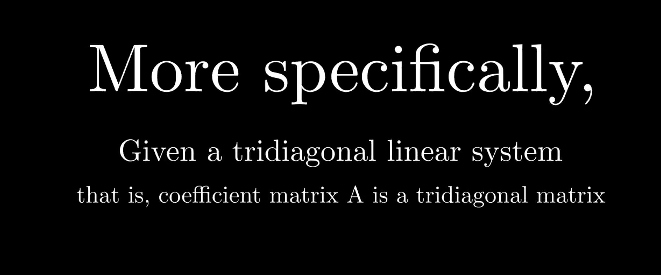 More specifically,
Given a tridiagonal linear system
that is, coefficient matrix A is a tridiagonal matrix